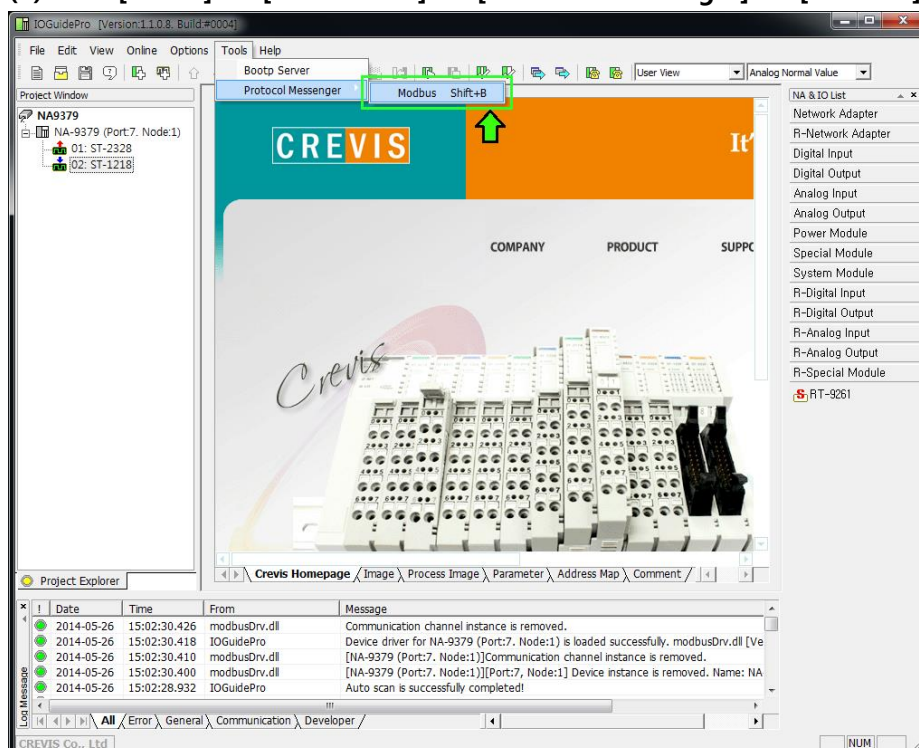 IOGuidePro [Version:1.1.0.8. Build:#0004]
File Edit View Online Options Tools Help
Bootp Server
Protocol Messenger
Modbus Shift+B
User View
Analog Normal Value
Project Window
NA9379
NA-9379 (Port:7. Node:1)
01: ST-2328
02: ST-1218
CREVIS
It'
COMPANY PRODUCT SUPPC
Crevis
NA & IO List
Network Adapter
R-Network Adapter
Digital Input
Digital Output
Analog Input
Analog Output
Power Module
Special Module
System Module
R-Digital Input
R-Digital Output
R-Analog Input
R-Analog Output
R-Special Module
RT-9261
Project Explorer
Crevis Homepage Image Process Image Parameter Address Map Comment
! Date Time From Message
2014-05-26 15:02:30.426 modbusDrv.dll Communication channel instance is removed.
2014-05-26 15:02:30.418 IOGuidePro Device driver for NA-9379 (Port:7. Node:1) is loaded successfully. modbusDrv.dll [Ve
2014-05-26 15:02:30.410 modbusDrv.dll [NA-9379 (Port:7. Node:1)]Communication channel instance is removed.
2014-05-26 15:02:30.400 modbusDrv.dll [NA-9379 (Port:7. Node:1)][Port:7, Node:1] Device instance is removed. Name: NA
2014-05-26 15:02:28.932 IOGuidePro Auto scan is successfully completed!
Log Message
All Error General Communication Developer
CREVIS Co., Ltd
NUM